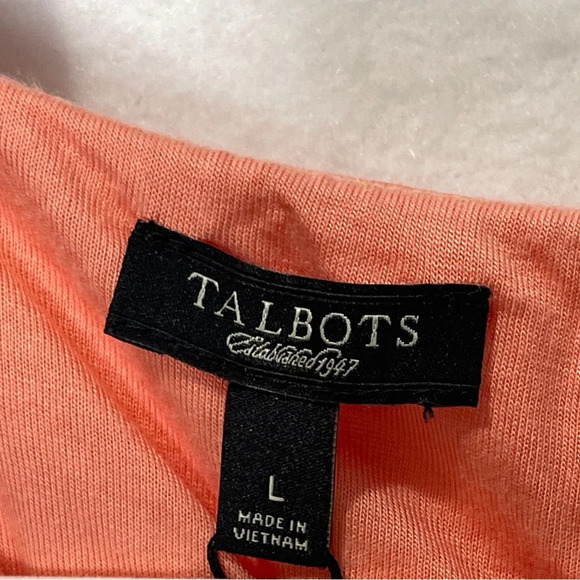 TALBOTS
Established 1947
L
MADE IN
VIETNAM